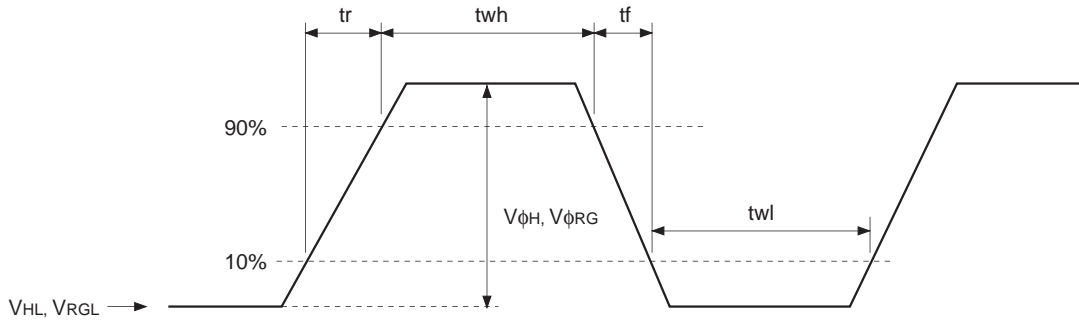 tr twh tf
90%
VϕH, VϕRG
twl
10%
VHL, VRGL